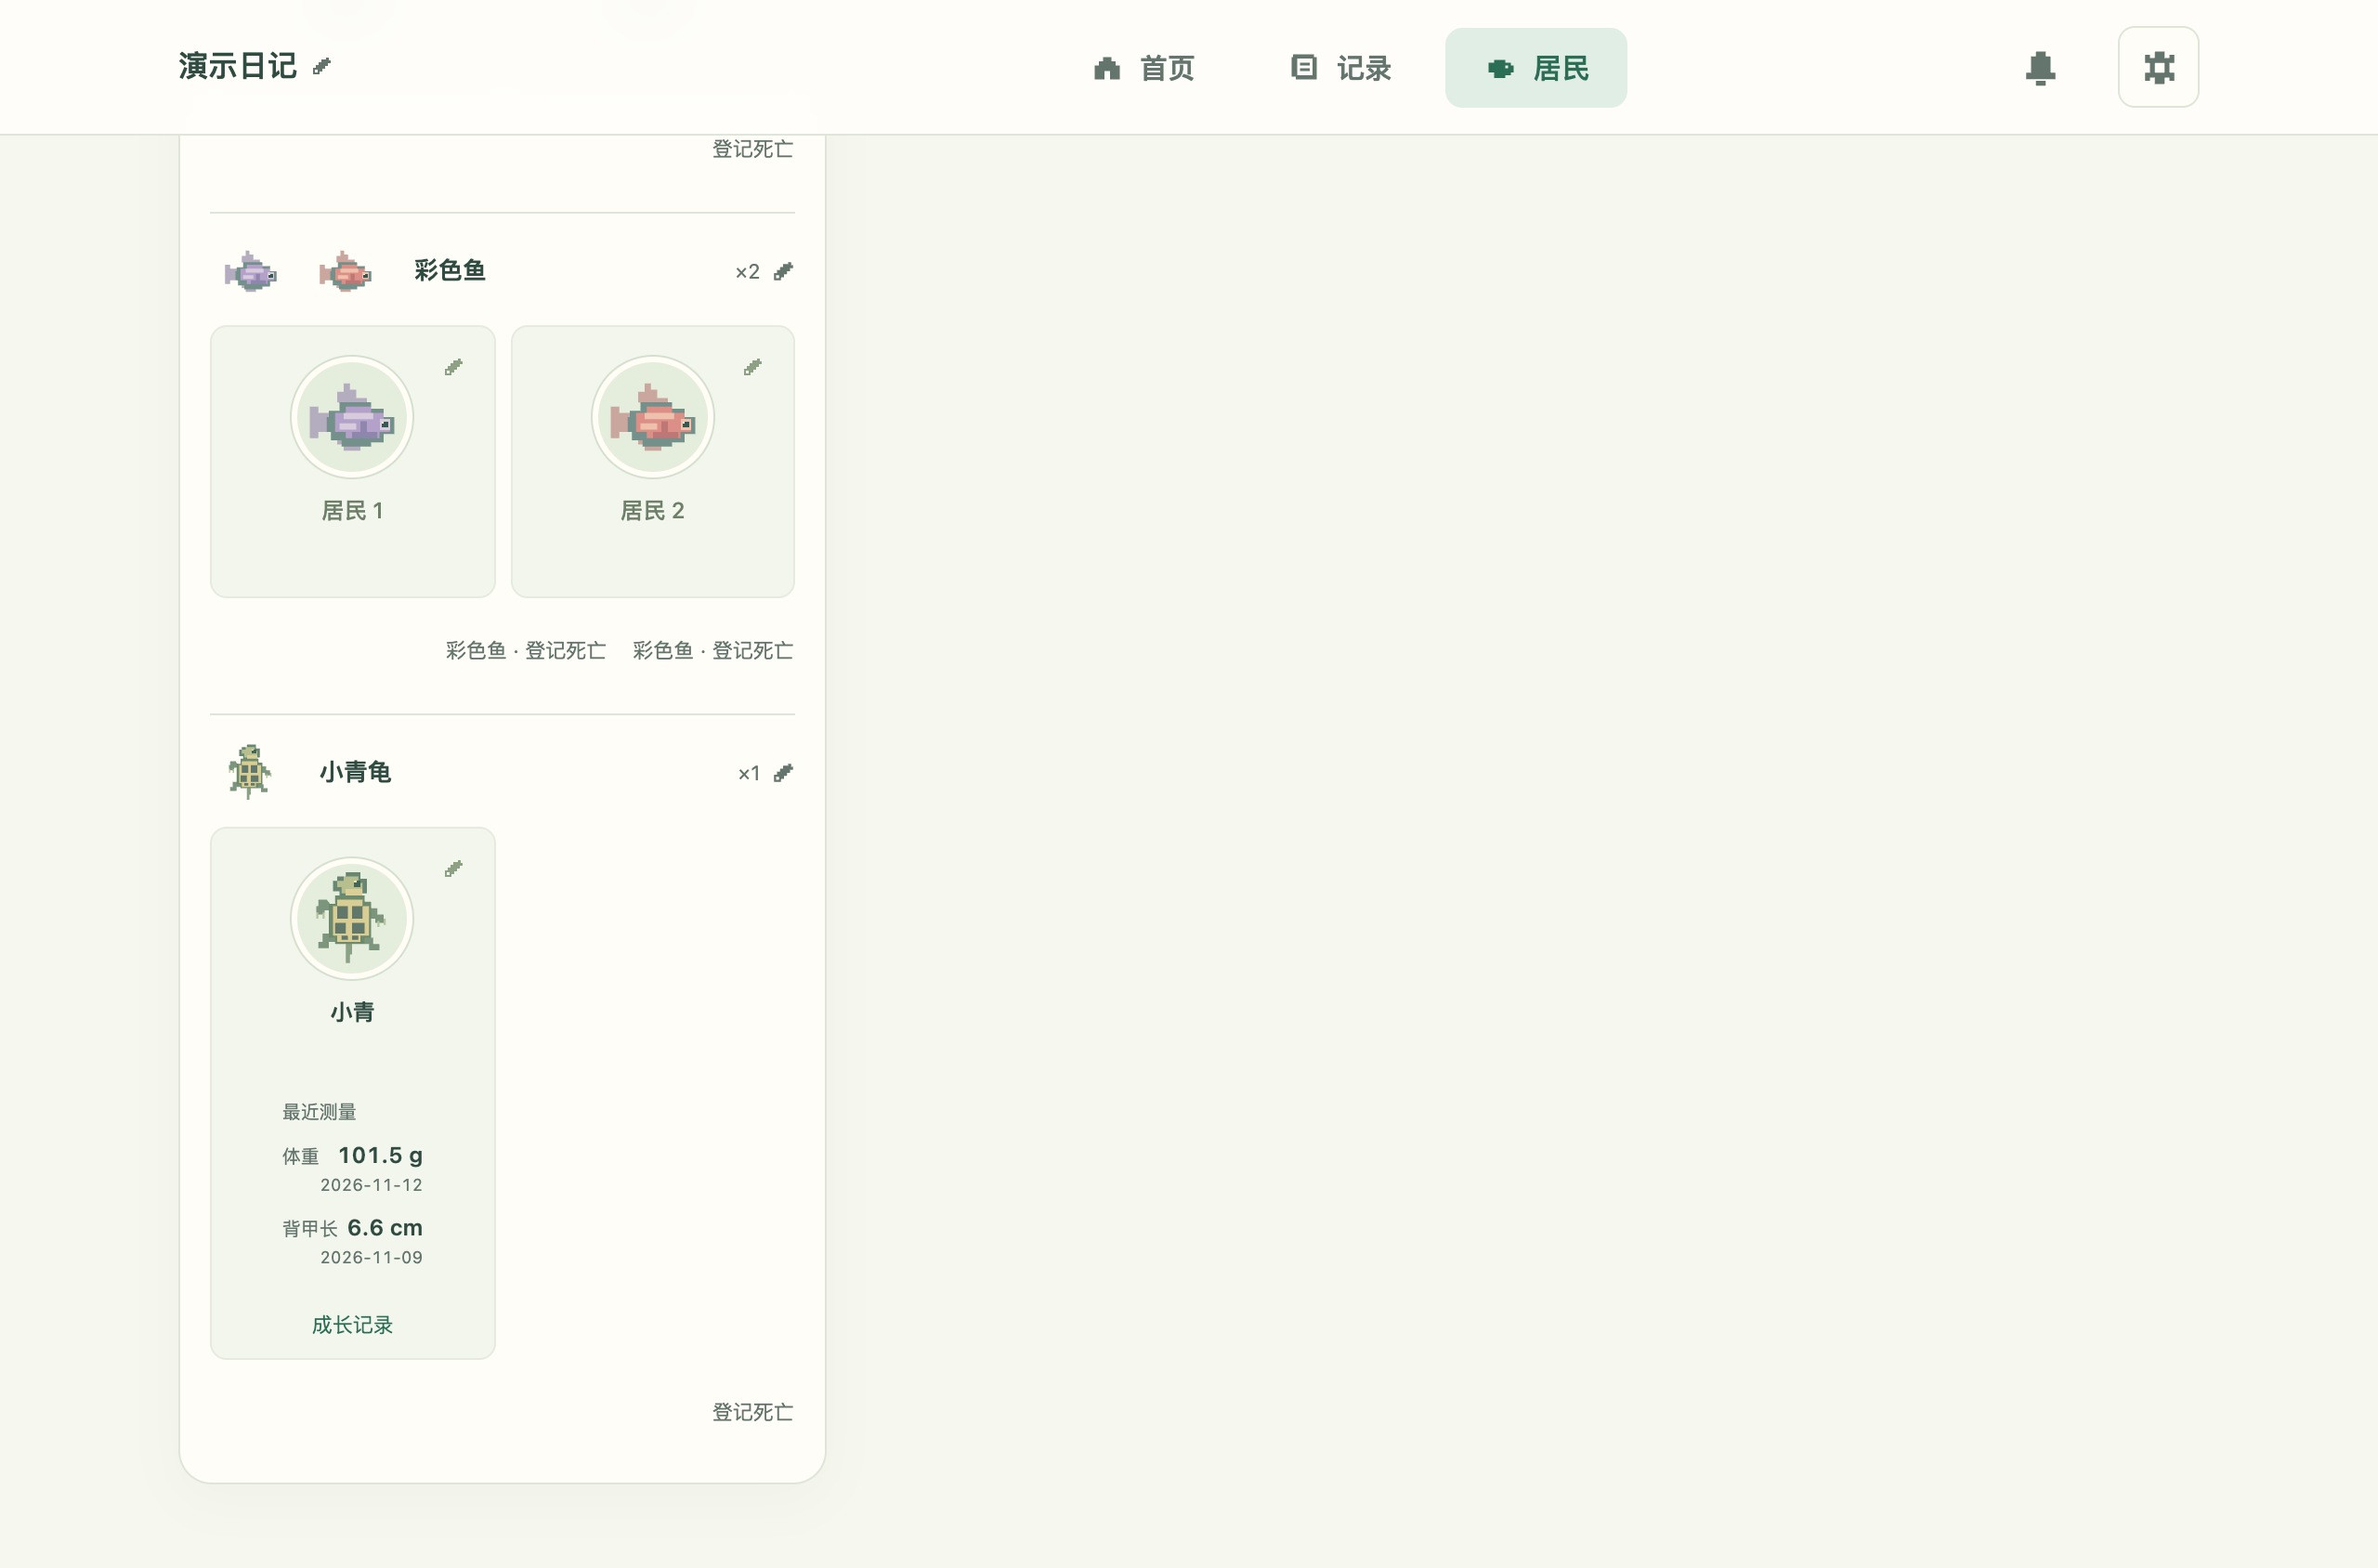 演示日记
首页 记录 居民
登记死亡
彩色鱼 ×2
居民 1 居民 2
彩色鱼 · 登记死亡 彩色鱼 · 登记死亡
小青龟 ×1
小青
最近测量
体重 101.5 g
2026-11-12
背甲长 6.6 cm
2026-11-09
成长记录
登记死亡